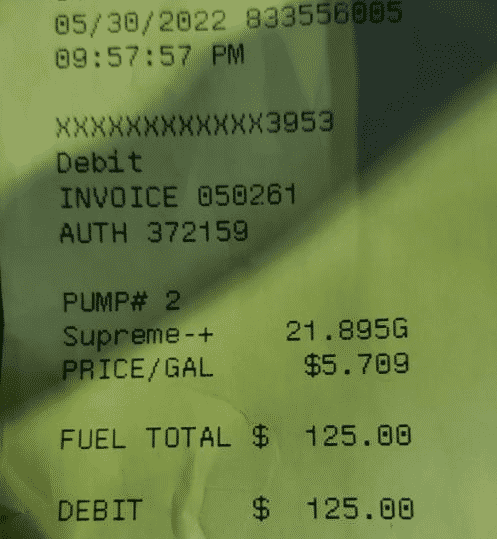 05/30/2022 833556005
09:57:57 PM
XXXXXXXXXXXX3953
Debit
INVOICE 050261
AUTH 372159
PUMP# 2
Supreme-+ 21.895G
PRICE/GAL $5.709
FUEL TOTAL $ 125.00
DEBIT $ 125.00